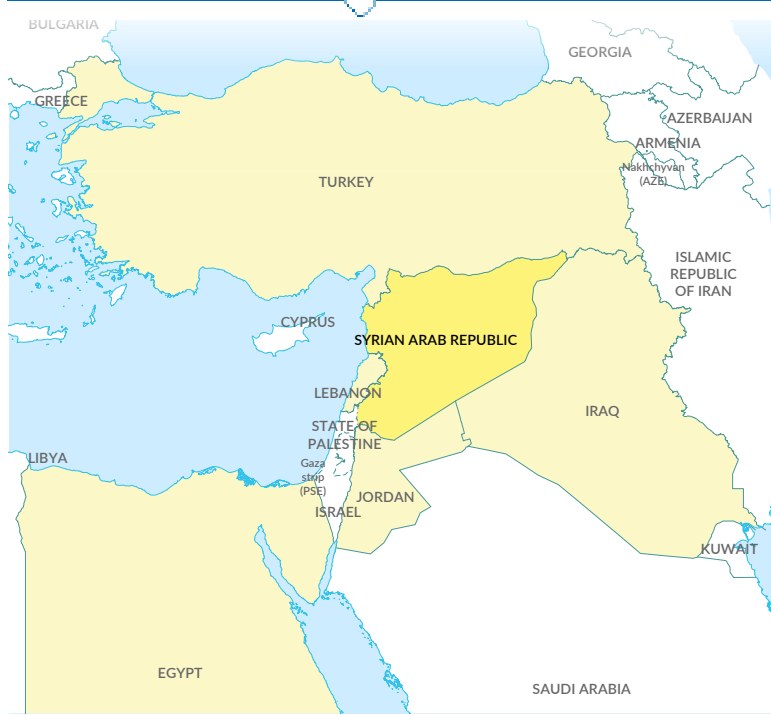 BULGARIA
GEORGIA
GREECE
AZERBAIJAN
ARMENIA
Nakhchyvan
(AZE)
TURKEY
ISLAMIC
REPUBLIC
OF IRAN
CYPRUS
SYRIAN ARAB REPUBLIC
LEBANON
IRAQ
STATE OF
PALESTINE
LIBYA
Gaza
strip
(PSE)
JORDAN
ISRAEL
KUWAIT
EGYPT
SAUDI ARABIA